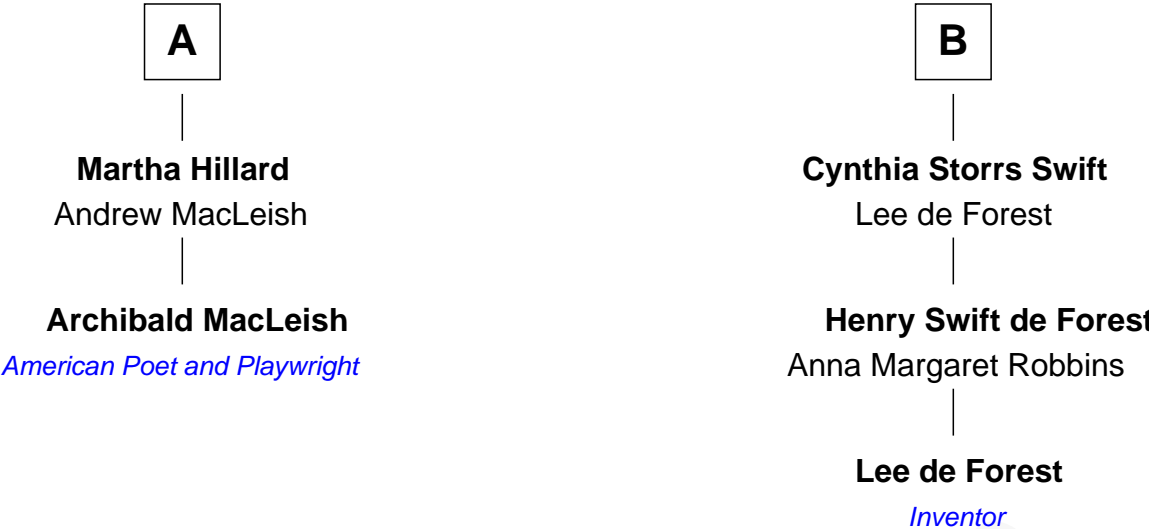 A
Martha Hillard
Andrew MacLeish
Archibald MacLeish
American Poet and Playwright
B
Cynthia Storrs Swift
Lee de Forest
Henry Swift de Forest
Anna Margaret Robbins
Lee de Forest
Inventor